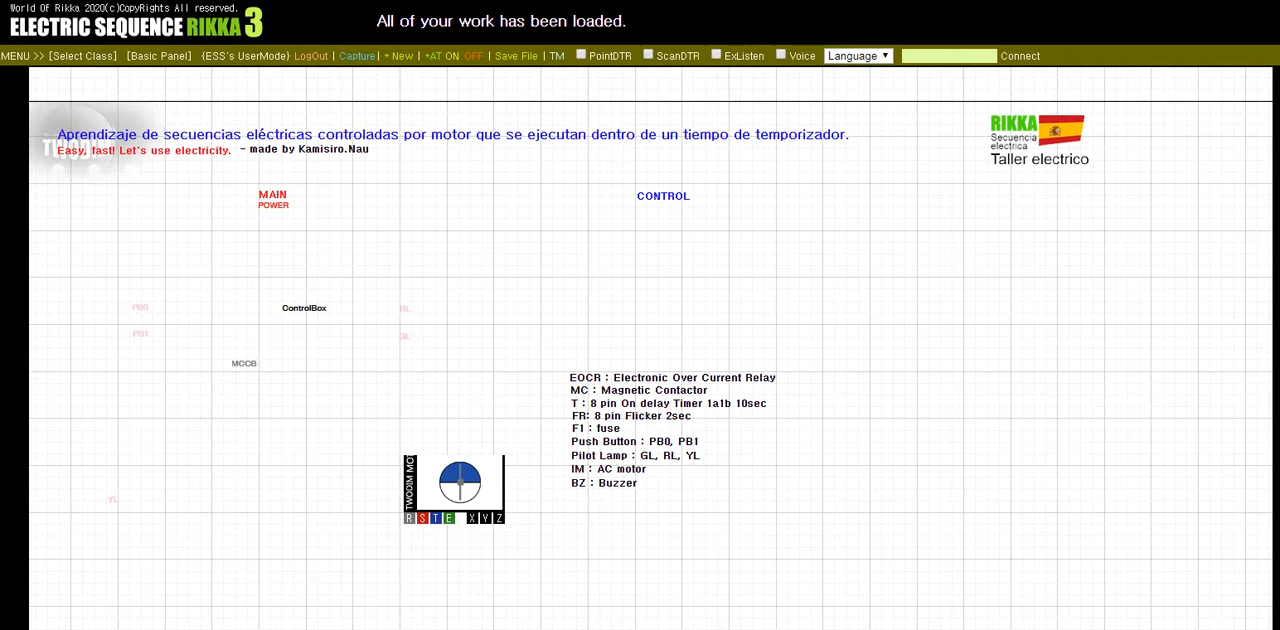 World Of Rikka 2020(c)CopyRights All reserved.
ELECTRIC SEQUENCE RIKKA 3
All of your work has been loaded.
MENU >> [Select Class] [Basic Panel] {ESS's UserMode} LogOut | Capture | * New | *AT ON OFF | Save File | TM PointDTR ScanDTR ExListen Voice Language ▼ Connect
Aprendizaje de secuencias eléctricas controladas por motor que se ejecutan dentro de un tiempo de temporizador.
Easy, fast! Let's use electricity. - made by Kamisiro.Nau
RIKKA
Secuencia
electrica
Taller electrico
MAIN
POWER
CONTROL
PB0
ControlBox
RL
PB1
GL
MCCB
EOCR : Electronic Over Current Relay
MC : Magnetic Contactor
T : 8 pin On delay Timer 1a1b 10sec
FR: 8 pin Flicker 2sec
F1 : fuse
Push Button : PB0, PB1
Pilot Lamp : GL, RL, YL
IM : AC motor
BZ : Buzzer
YL
TWODIM MO
R S T E X Y Z